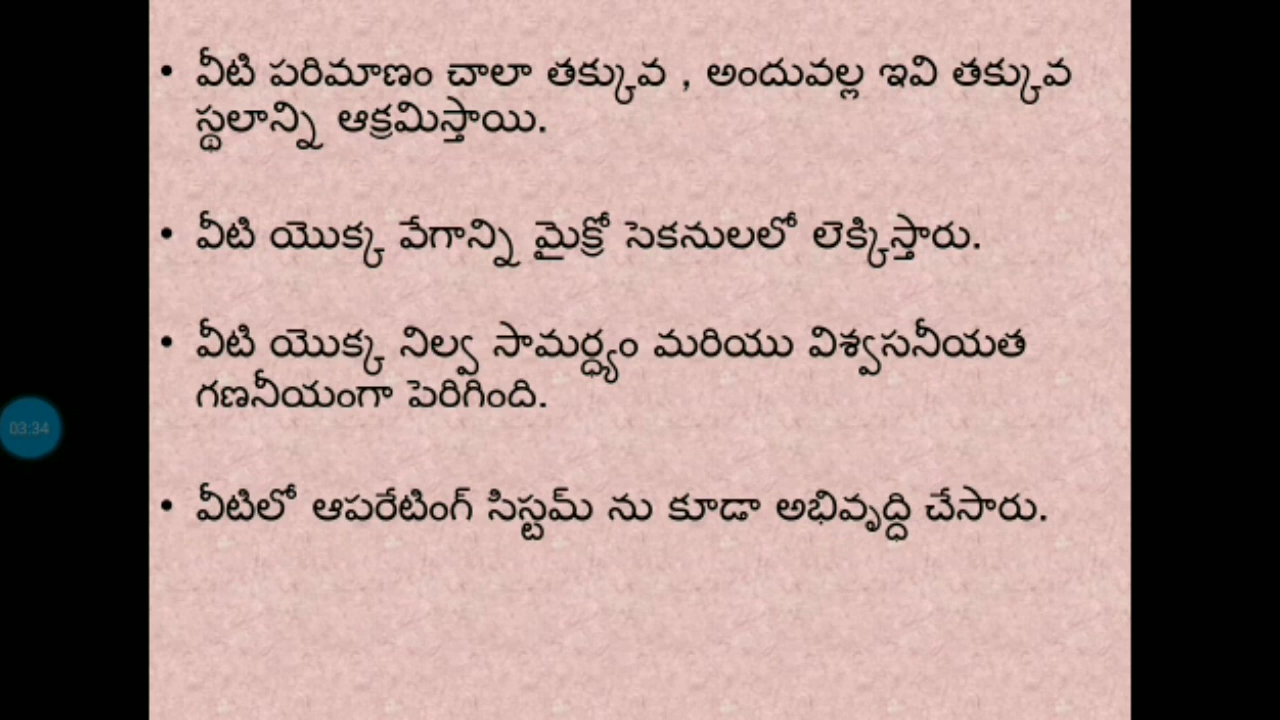 • వీటి పరిమాణం చాలా తక్కువ , అందువల్ల ఇవి తక్కువ
స్థలాన్ని ఆక్రమిస్తాయి.
• వీటి యొక్క వేగాన్ని మైక్రో సెకనులలో లెక్కిస్తారు.
• వీటి యొక్క నిల్వ సామర్ధ్యం మరియు విశ్వసనీయత
గణనీయంగా పెరిగింది.
03:34
• వీటిలో ఆపరేటింగ్ సిస్టమ్ ను కూడా అభివృద్ధి చేసారు.